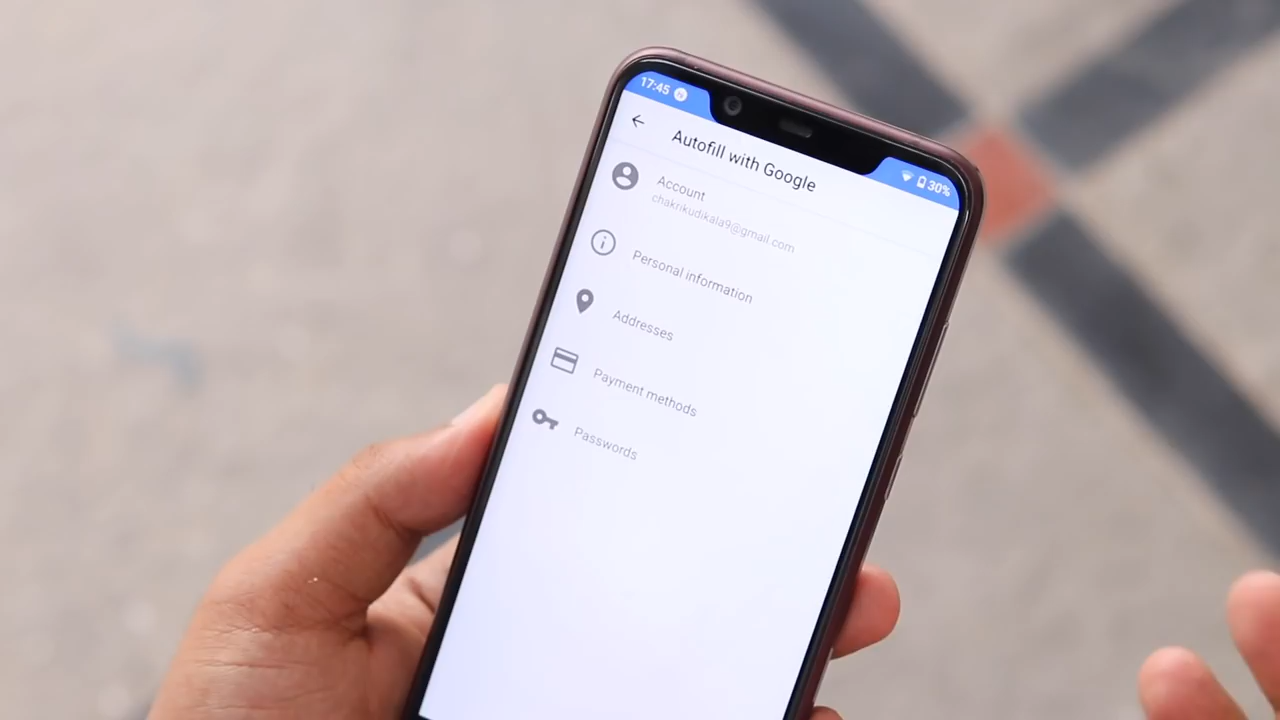 17:45
30%
Autofill with Google
Account
chakrikudikala9@gmail.com
Personal information
Addresses
Payment methods
Passwords